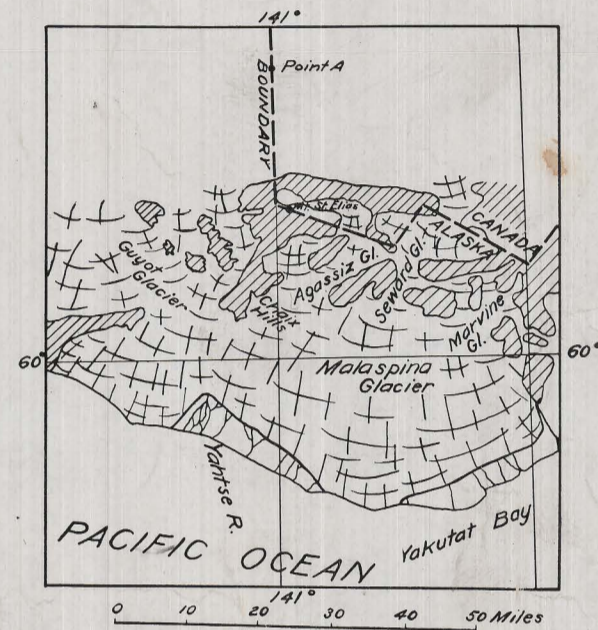 141°
Point A
BOUNDARY
Mt. St. Elias
CANADA
ALASKA
Guyot
Glacier
Chaix
Hills
Agassiz Gl.
Seward Gl.
Marvine
Gl.
60°
60°
Malaspina
Glacier
Yahtse R.
PACIFIC OCEAN
Yakutat Bay
141°
0 10 20 30 40 50 Miles